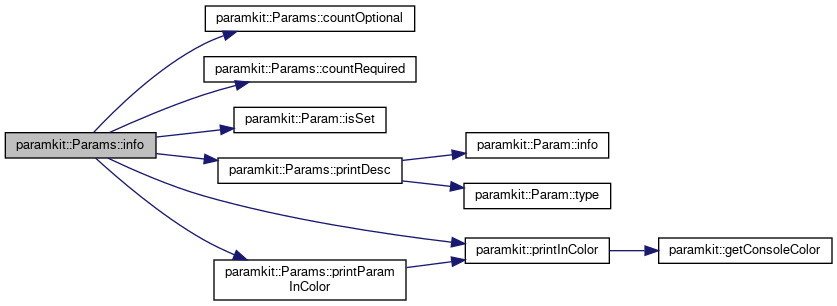 paramkit::Params::countOptional
paramkit::Params::countRequired
paramkit::Param::isSet
paramkit::Params::info
paramkit::Param::info
paramkit::Params::printDesc
paramkit::Param::type
paramkit::printInColor
paramkit::getConsoleColor
paramkit::Params::printParam
InColor